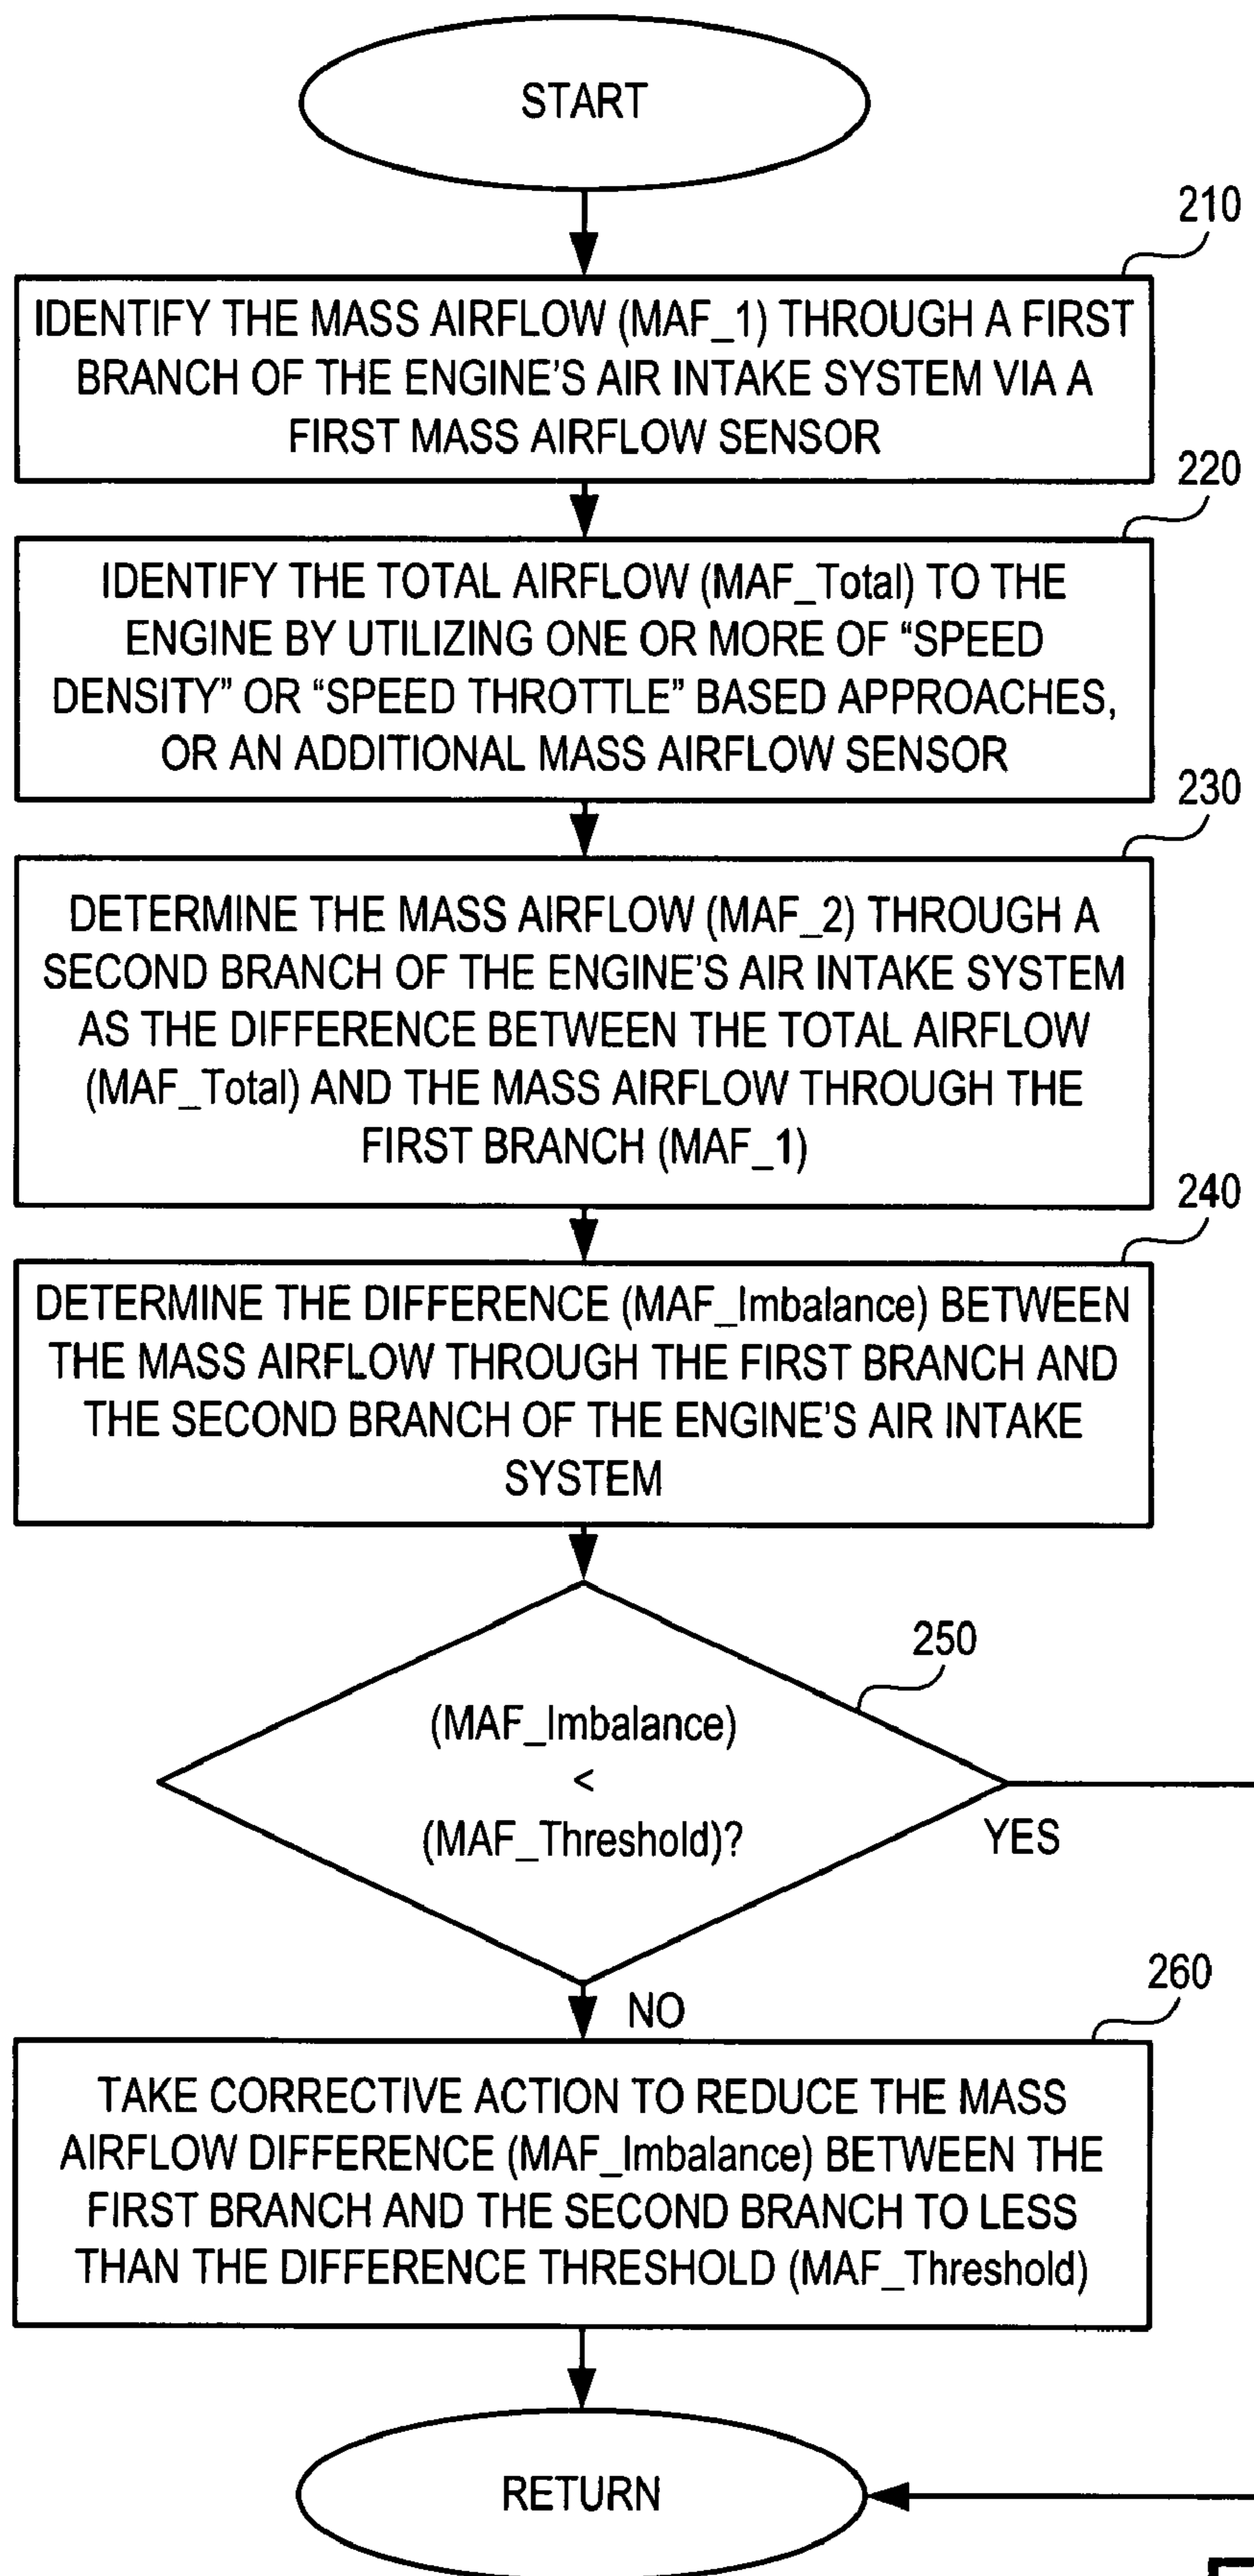 START
210
IDENTIFY THE MASS AIRFLOW (MAF_1) THROUGH A FIRST
BRANCH OF THE ENGINE'S AIR INTAKE SYSTEM VIA A
FIRST MASS AIRFLOW SENSOR
220
IDENTIFY THE TOTAL AIRFLOW (MAF_Total) TO THE
ENGINE BY UTILIZING ONE OR MORE OF “SPEED
DENSITY” OR “SPEED THROTTLE” BASED APPROACHES,
OR AN ADDITIONAL MASS AIRFLOW SENSOR
230
DETERMINE THE MASS AIRFLOW (MAF_2) THROUGH A
SECOND BRANCH OF THE ENGINE'S AIR INTAKE SYSTEM
AS THE DIFFERENCE BETWEEN THE TOTAL AIRFLOW
(MAF_Total) AND THE MASS AIRFLOW THROUGH THE
FIRST BRANCH (MAF_1)
240
DETERMINE THE DIFFERENCE (MAF_Imbalance) BETWEEN
THE MASS AIRFLOW THROUGH THE FIRST BRANCH AND
THE SECOND BRANCH OF THE ENGINE'S AIR INTAKE
SYSTEM
250
(MAF_Imbalance)
<
(MAF_Threshold)?
YES
NO
260
TAKE CORRECTIVE ACTION TO REDUCE THE MASS
AIRFLOW DIFFERENCE (MAF_Imbalance) BETWEEN THE
FIRST BRANCH AND THE SECOND BRANCH TO LESS
THAN THE DIFFERENCE THRESHOLD (MAF_Threshold)
RETURN